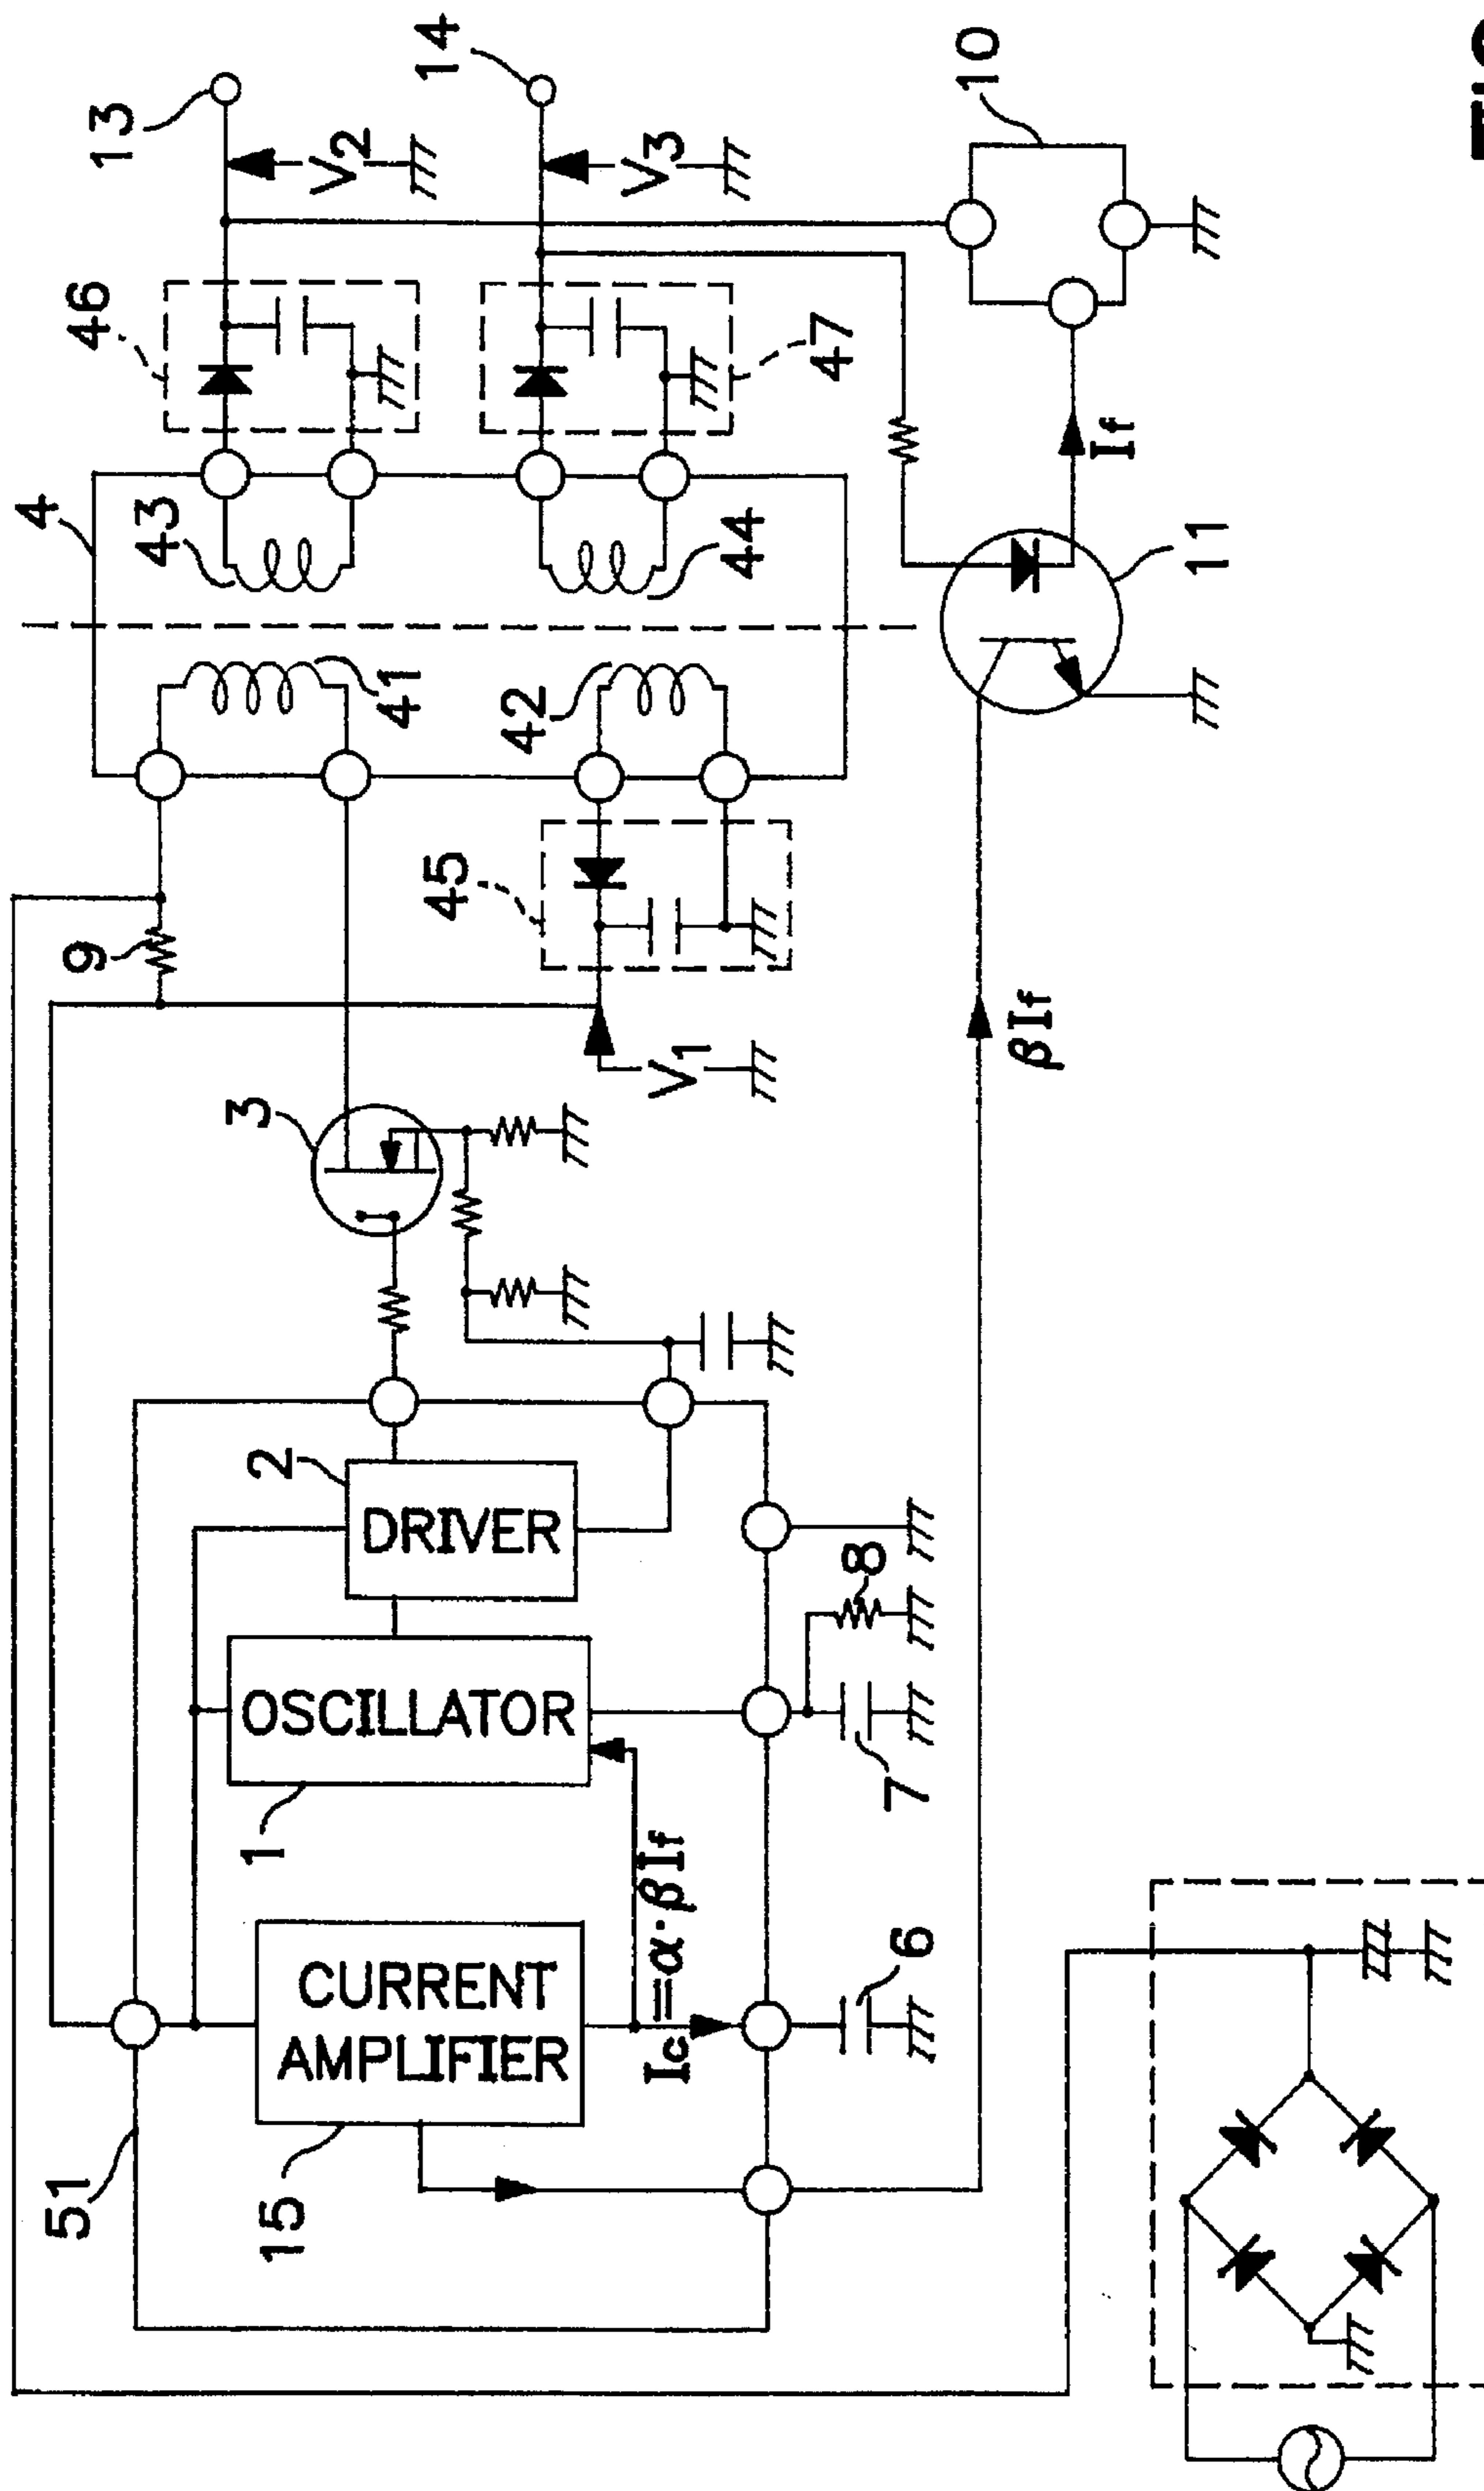 13
V2
14
V3
46
47
10
4
43
44
If
11
41
42
9
45
V1
βIf
3
2
DRIVER
8
OSCILLATOR
1
7
CURRENT
AMPLIFIER
Ic=α·βIf
6
51
15